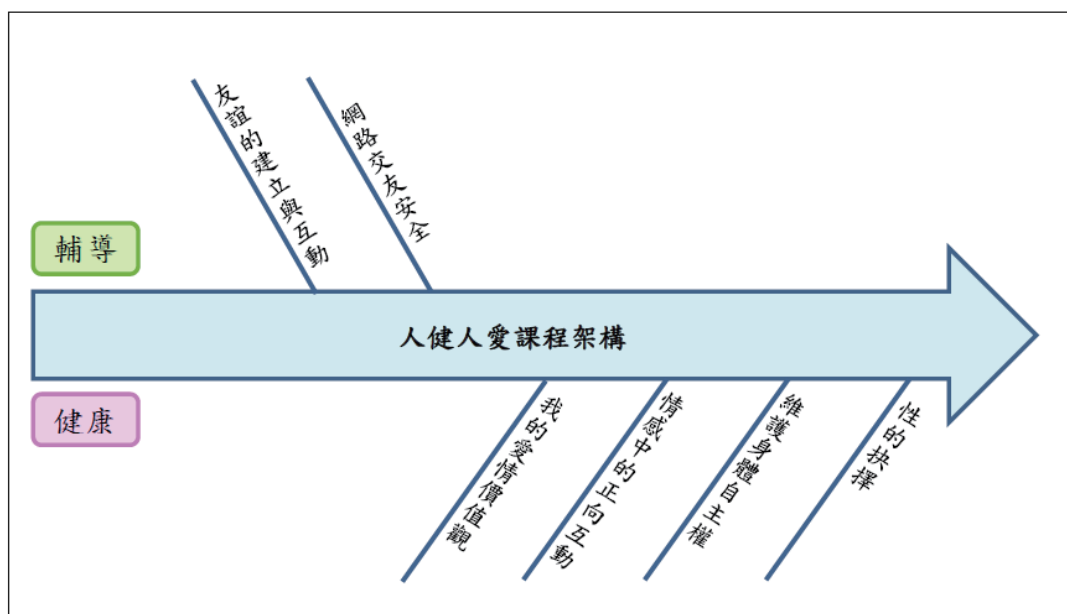 友誼的建立與互動
網路交友安全
輔導
人健人愛課程架構
健康
我的愛情價值觀
情感中的正向互動
維護身體自主權
性的抉擇